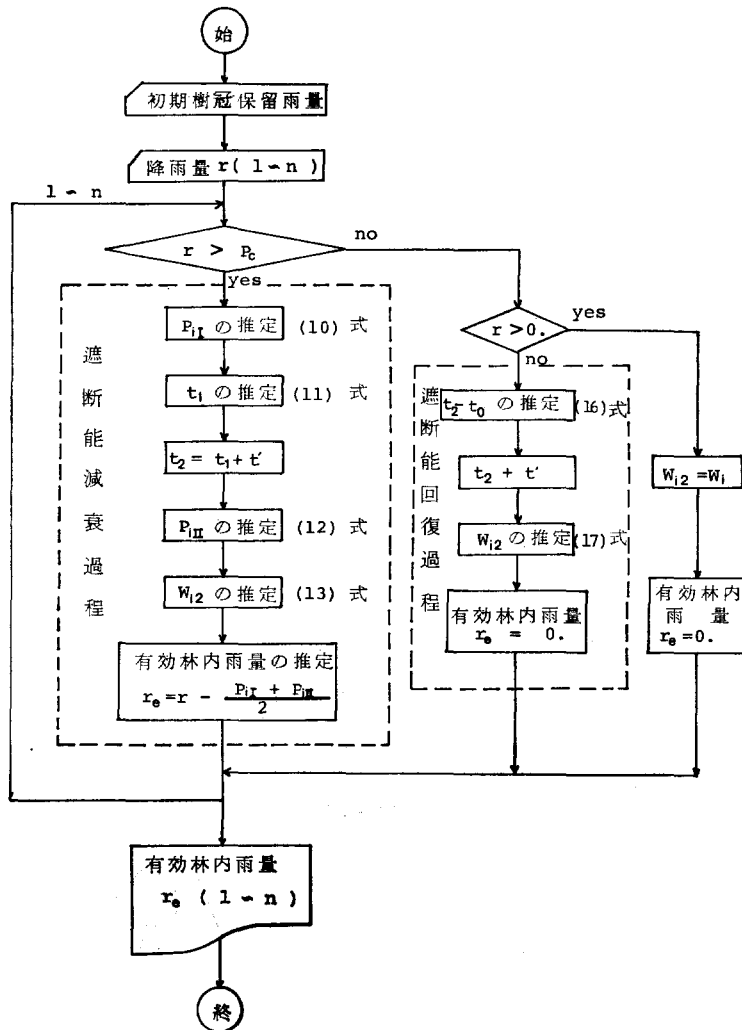 始
初期樹冠保留雨量
降雨量 r( 1~n )
1 ~ n
r > Pc
no
yes
PiI の推定 (10) 式
t1 の推定 (11) 式
t2 = t1 + t′
PiII の推定 (12) 式
Wi2 の推定 (13) 式
有効林内雨量の推定
re = r - (PiI + PiII)/2
遮断能減衰過程
r >0.
yes
no
t2-t0 の推定 (16)式
t2 + t′
Wi2 の推定 (17)式
有効林内雨量
re = 0.
遮断能回復過程
Wi2 =Wi
有効林内
雨 量
re =0.
有効林内雨量
re ( 1 ~ n )
終